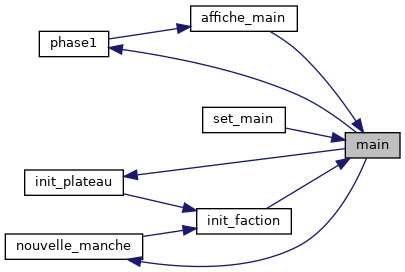 affiche_main
phase1
set_main
main
init_plateau
init_faction
nouvelle_manche